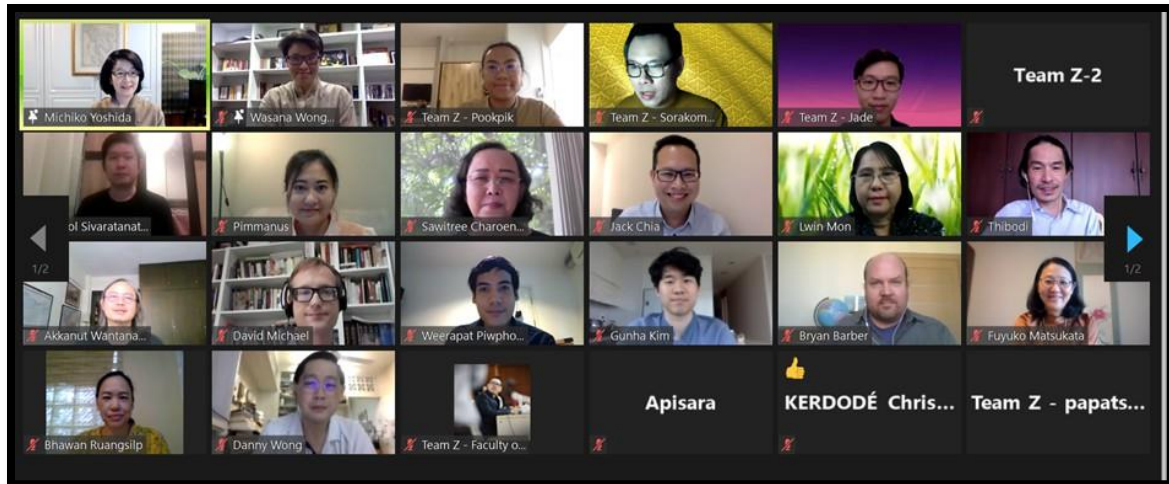 Michiko Yoshida
Wasana Wong...
Team Z - Pookpik
Team Z - Sorakom...
Team Z - Jade
Team Z-2
ol Sivaratanat...
Pimmanus
Sawitree Charoen...
Jack Chia
Lwin Mon
Thibodi
1/2
1/2
Akkanut Wantana...
David Michael
Weerapat Piwpho...
Gunha Kim
Bryan Barber
Fuyuko Matsukata
Bhawan Ruangsilp
Danny Wong
Team Z - Faculty o...
Apisara
KERDODÉ Chris...
Team Z - papats...